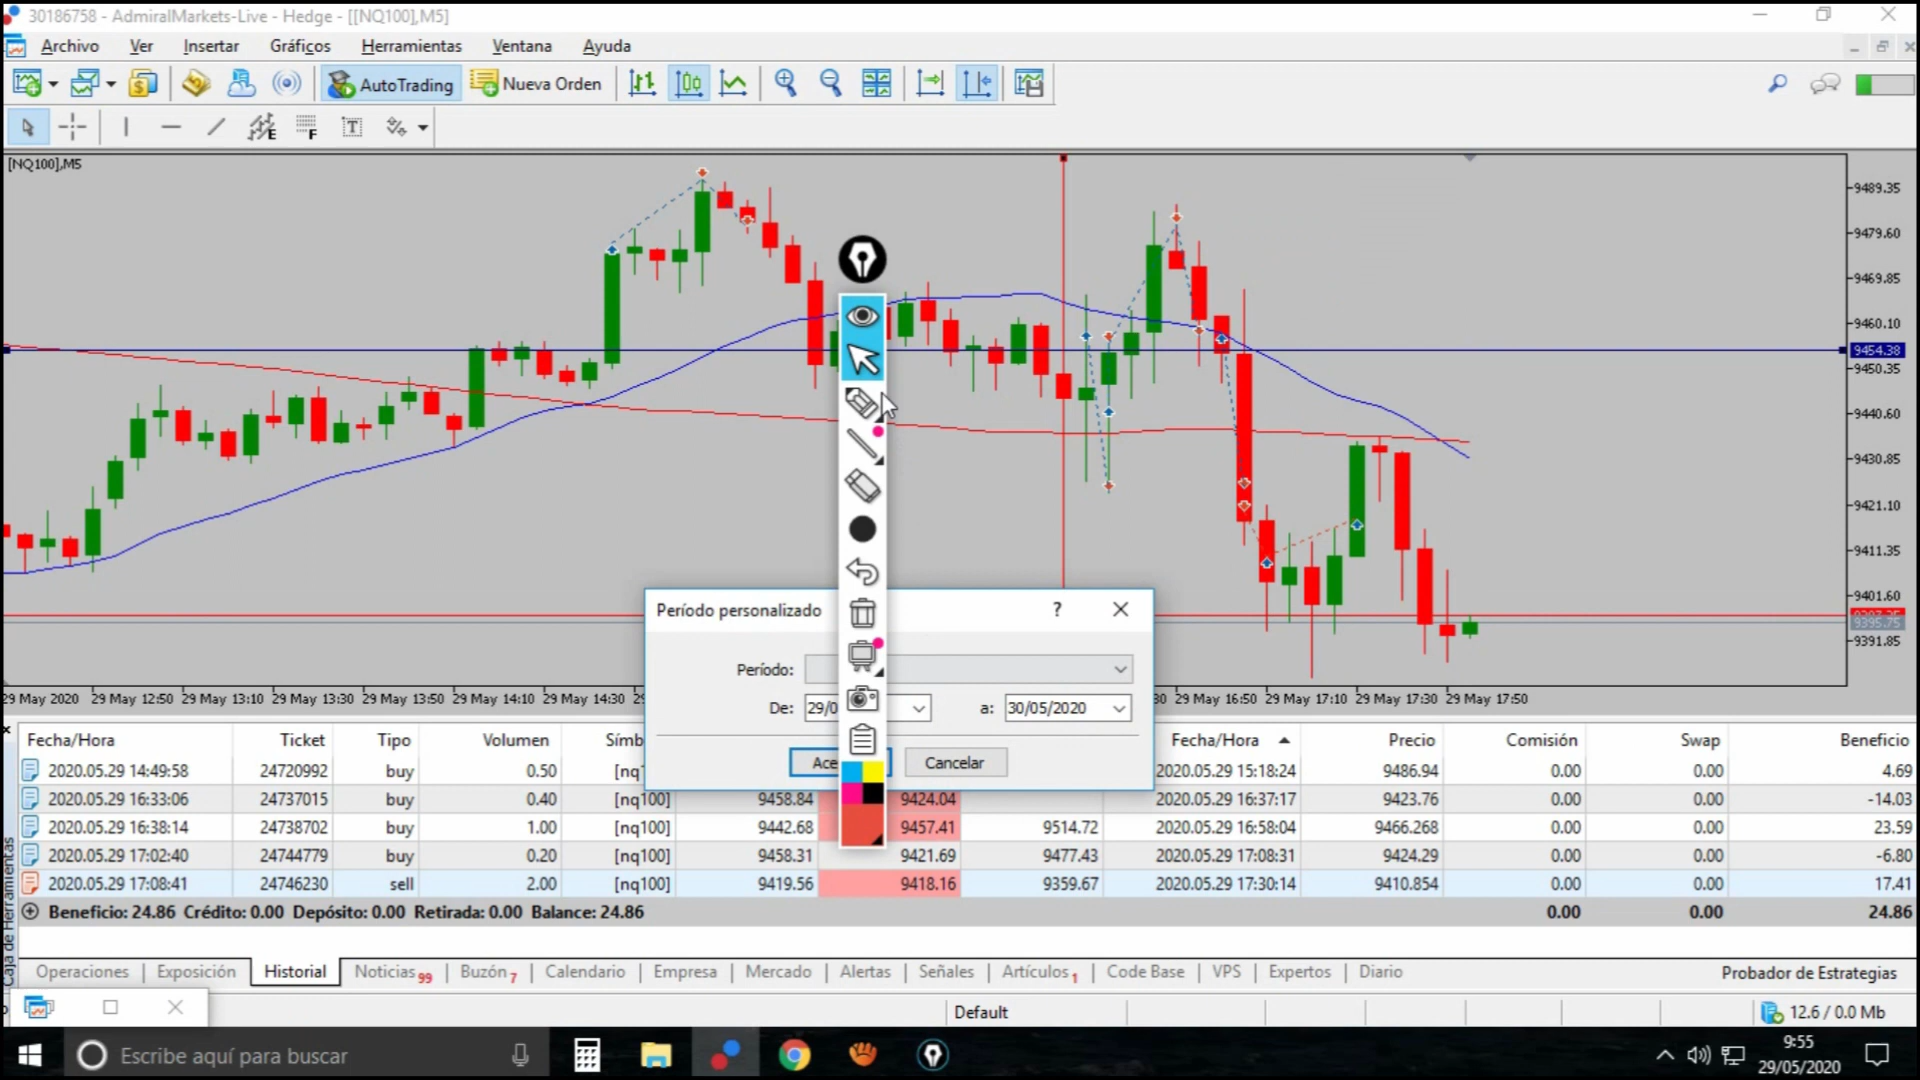 30186758 - AdmiralMarkets-Live - Hedge - [[NQ100],M5]
Archivo Ver Insertar Gráficos Herramientas Ventana Ayuda
AutoTrading Nueva Orden
E F T
[NQ100],M5
9489.35
9479.60
9469.85
9460.10
9454.38
9450.35
9440.60
9430.85
9421.10
9411.35
9401.60
9395.75
9391.85
29 May 2020 29 May 12:50 29 May 13:10 29 May 13:30 29 May 13:50 29 May 14:10 29 May 14:30 29 May 16:50 29 May 17:10 29 May 17:30 29 May 17:50
Período personalizado ?
Período:
De: 29/0 a: 30/05/2020
Ace Cancelar
Fecha/Hora Ticket Tipo Volumen Símb Fecha/Hora Precio Comisión Swap Beneficio
2020.05.29 14:49:58 24720992 buy 0.50 [nq 2020.05.29 15:18:24 9486.94 0.00 0.00 4.69
2020.05.29 16:33:06 24737015 buy 0.40 [nq100] 9458.84 9424.04 2020.05.29 16:37:17 9423.76 0.00 0.00 -14.03
2020.05.29 16:38:14 24738702 buy 1.00 [nq100] 9442.68 9457.41 9514.72 2020.05.29 16:58:04 9466.268 0.00 0.00 23.59
2020.05.29 17:02:40 24744779 buy 0.20 [nq100] 9458.31 9421.69 9477.43 2020.05.29 17:08:31 9424.29 0.00 0.00 -6.80
2020.05.29 17:08:41 24746230 sell 2.00 [nq100] 9419.56 9418.16 9359.67 2020.05.29 17:30:14 9410.854 0.00 0.00 17.41
Beneficio: 24.86 Crédito: 0.00 Depósito: 0.00 Retirada: 0.00 Balance: 24.86 0.00 0.00 24.86
Caja de Herramientas
Operaciones Exposición Historial Noticias 99 Buzón 7 Calendario Empresa Mercado Alertas Señales Artículos 1 Code Base VPS Expertos Diario Probador de Estrategias
Default 12.6 / 0.0 Mb
Escribe aquí para buscar
9:55
29/05/2020